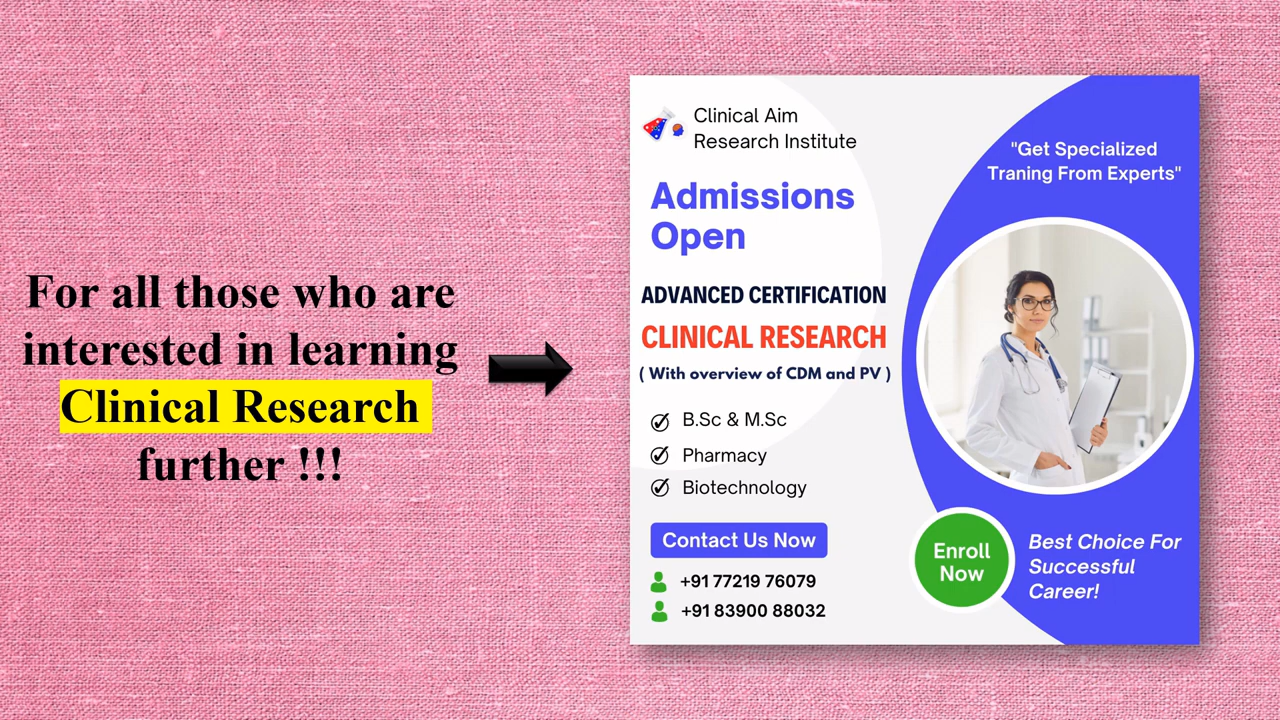 For all those who are
interested in learning
Clinical Research
further !!!
Clinical Aim
Research Institute
Admissions
Open
ADVANCED CERTIFICATION
CLINICAL RESEARCH
( With overview of CDM and PV )
B.Sc & M.Sc
Pharmacy
Biotechnology
Contact Us Now
+91 77219 76079
+91 83900 88032
"Get Specialized
Traning From Experts"
Enroll
Now
Best Choice For
Successful
Career!